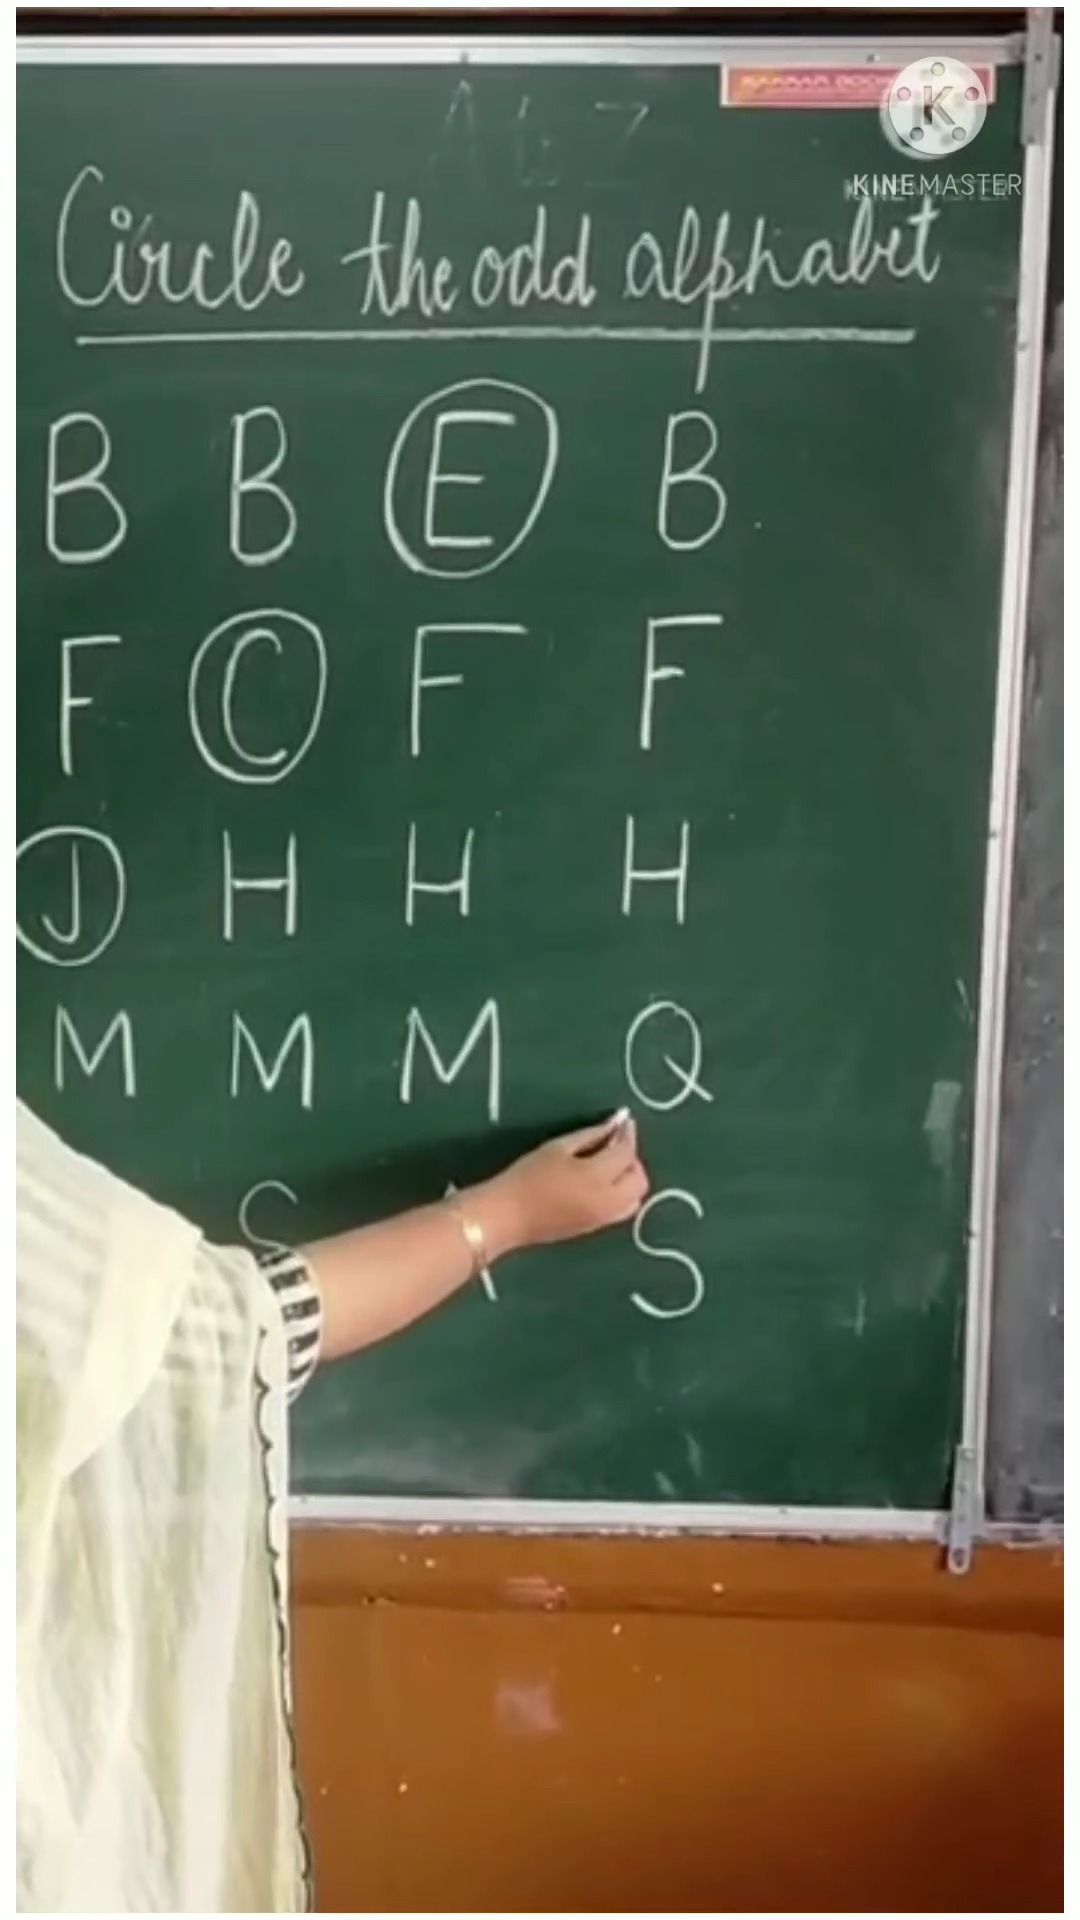 KINEMASTER
Circle the odd alphabet
B B E B
F C F F
J H H H
M M M Q
S S